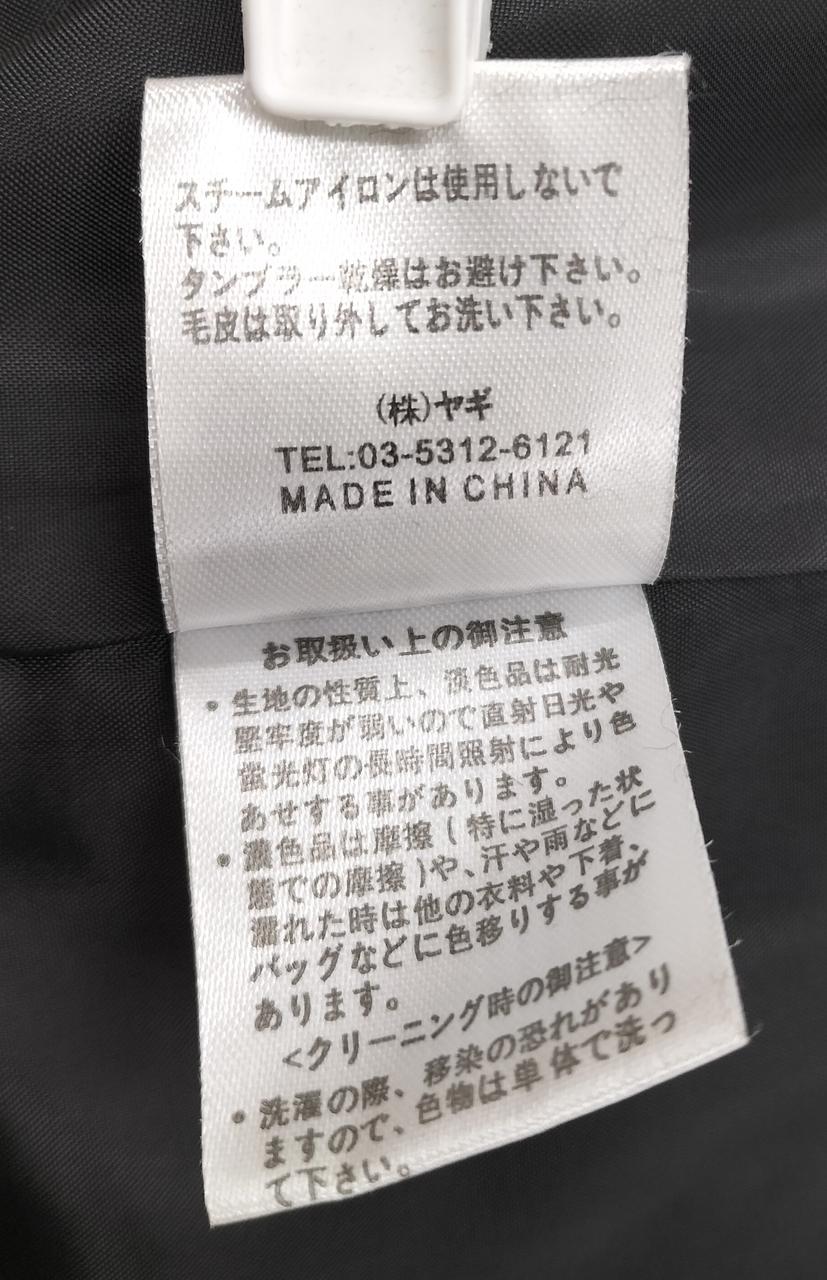 スチームアイロンは使用しないで
下さい。
タンブラー乾燥はお避け下さい。
毛皮は取り外してお洗い下さい。
(株)ヤギ
TEL:03-5312-6121
MADE IN CHINA
お取扱い上の御注意
• 生地の性質上、淡色品は耐光
堅牢度が弱いので直射日光や
蛍光灯の長時間照射により色
あせする事があります。
• 濃色品は摩擦(特に湿った状
態での摩擦)や、汗や雨などに
濡れた時は他の衣料や下着、
バッグなどに色移りする事が
あります。
<クリーニング時の御注意>
• 洗濯の際、移染の恐れがあり
ますので、色物は単体で洗っ
て下さい。